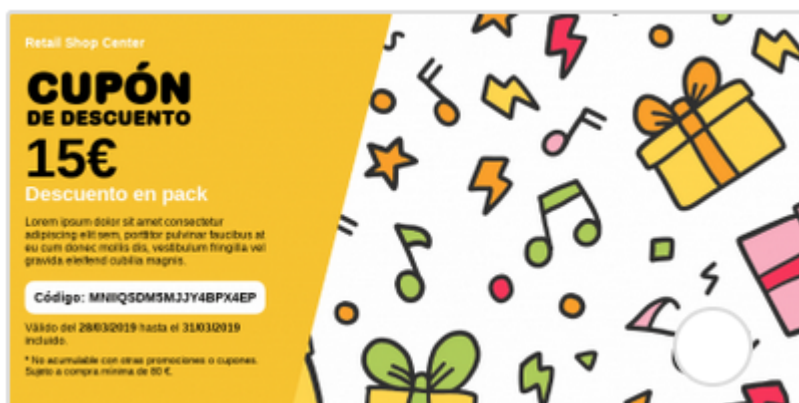 Retail Shop Center
CUPÓN
DE DESCUENTO
15€
Descuento en pack
Lorem ipsum dolor sit amet consectetur
adipiscing elit sem, porttitor pulvinar faucibus at
eu cum donec mollis dis, vestibulum fringilla vel
gravida eleifend cubilia magnis.
Código: MNIIQSDM5MJJY4BPX4EP
Válido del 28/03/2019 hasta el 31/03/2019
incluido.
* No acumulable con otras promociones o cupones.
Sujeto a compra mínima de 80 €.